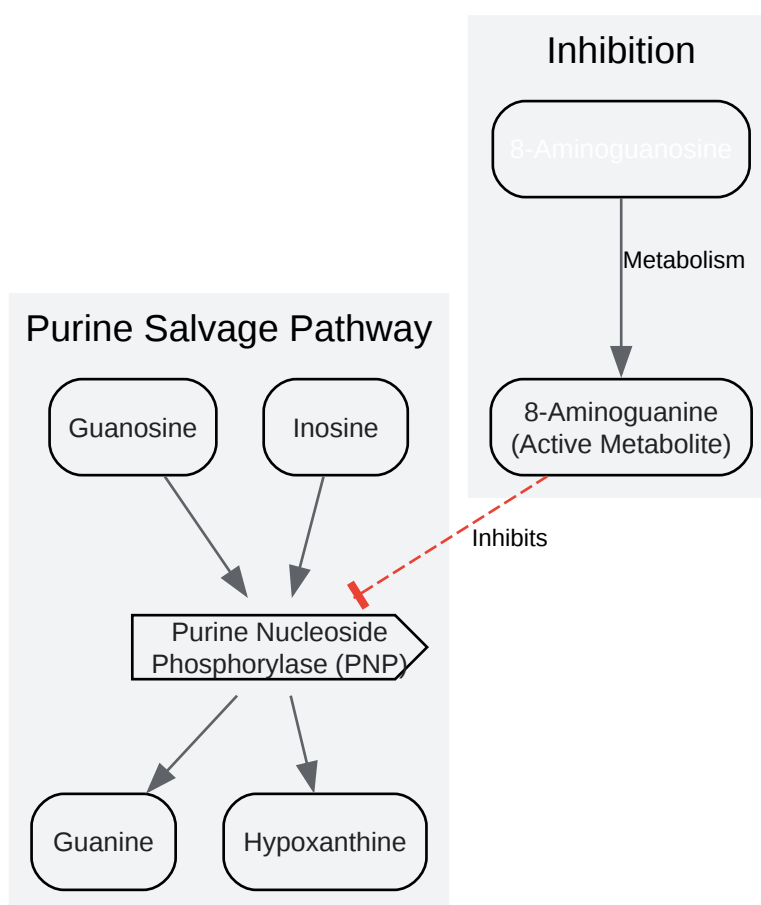 Inhibition
8-Aminoguanosine
Metabolism
8-Aminoguanine
(Active Metabolite)
Inhibits
Purine Salvage Pathway
Guanosine
Inosine
Purine Nucleoside
Phosphorylase (PNP)
Guanine
Hypoxanthine